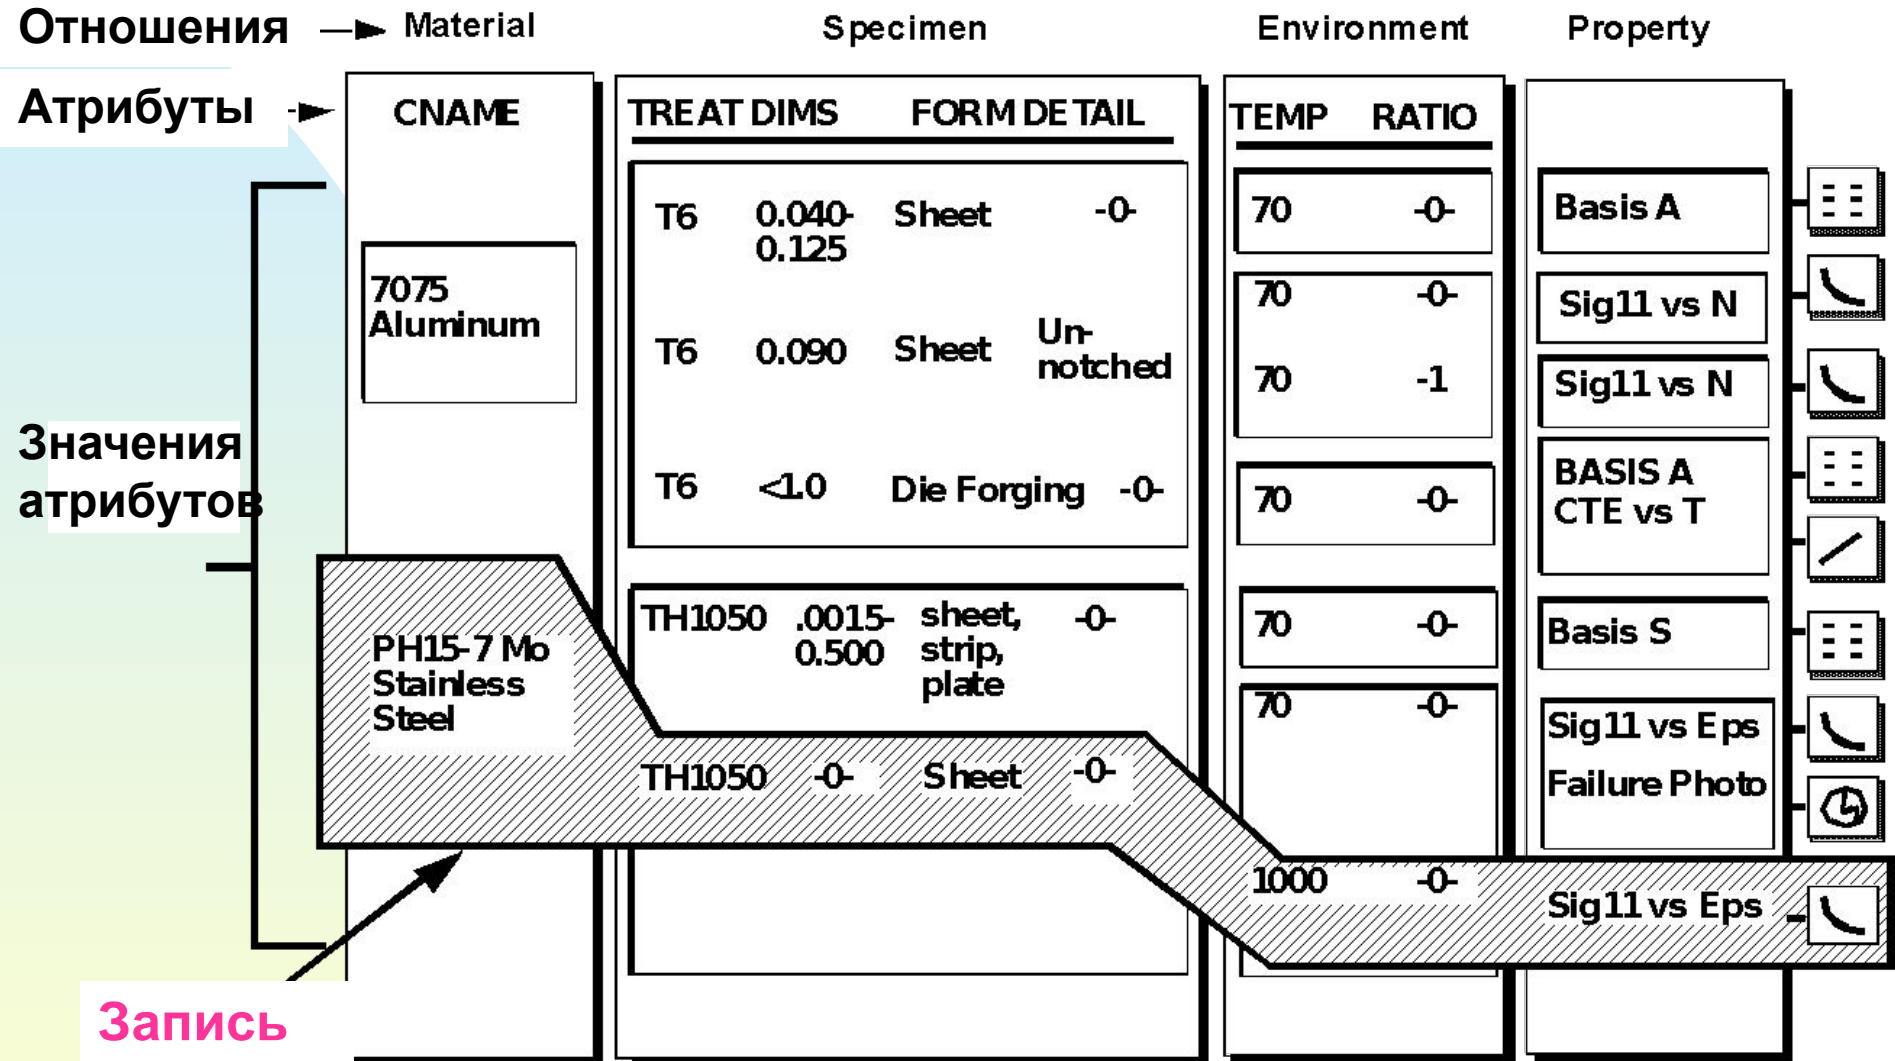 Отношения Material Specimen Environment Property
Атрибуты CNAME TREAT DIMS FORM DETAIL TEMP RATIO
T6 0.040- Sheet -0- 70 -0- Basis A
0.125
7075 70 -0- Sig11 vs N
Aluminum
T6 0.090 Sheet Un-
notched
70 -1 Sig11 vs N
Значения
атрибутов
T6 <1.0 Die Forging -0- 70 -0- BASIS A
CTE vs T
TH1050 .0015- sheet, -0- 70 -0- Basis S
0.500 strip,
plate
PH15-7 Mo
Stainless
Steel
70 -0- Sig11 vs Eps
Failure Photo
TH1050 -0- Sheet -0-
1000 -0- Sig11 vs Eps
Запись